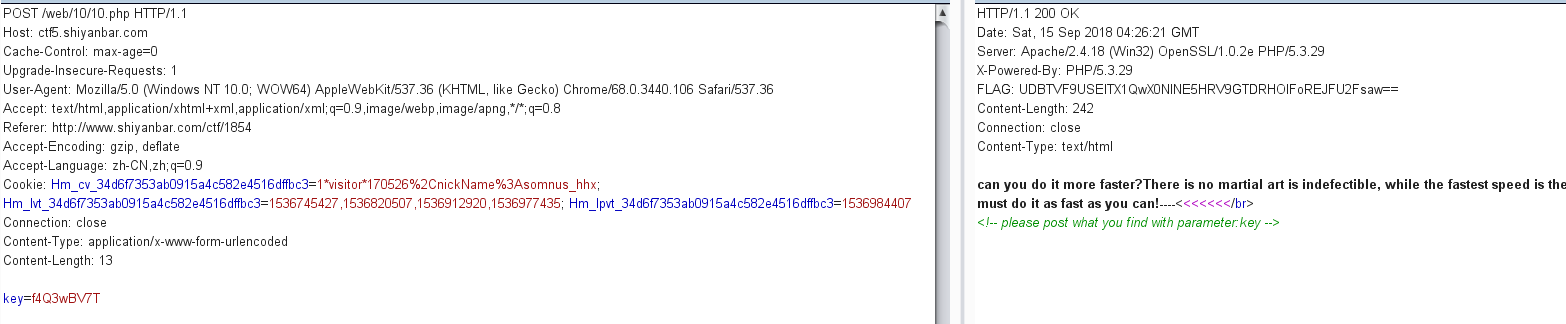 POST /web/10/10.php HTTP/1.1
Host: ctf5.shiyanbar.com
Cache-Control: max-age=0
Upgrade-Insecure-Requests: 1
User-Agent: Mozilla/5.0 (Windows NT 10.0; WOW64) AppleWebKit/537.36 (KHTML, like Gecko) Chrome/68.0.3440.106 Safari/537.36
Accept: text/html,application/xhtml+xml,application/xml;q=0.9,image/webp,image/apng,*/*;q=0.8
Referer: http://www.shiyanbar.com/ctf/1854
Accept-Encoding: gzip, deflate
Accept-Language: zh-CN,zh;q=0.9
Cookie: Hm_cv_34d6f7353ab0915a4c582e4516dffbc3=1*visitor*170526%2CnickName%3Asomnus_hhx;
Hm_lvt_34d6f7353ab0915a4c582e4516dffbc3=1536745427,1536820507,1536912920,1536977435; Hm_lpvt_34d6f7353ab0915a4c582e4516dffbc3=1536984407
Connection: close
Content-Type: application/x-www-form-urlencoded
Content-Length: 13
key=f4Q3wBV7T
HTTP/1.1 200 OK
Date: Sat, 15 Sep 2018 04:26:21 GMT
Server: Apache/2.4.18 (Win32) OpenSSL/1.0.2e PHP/5.3.29
X-Powered-By: PHP/5.3.29
FLAG: UDBTVF9USElTX1QwX0NINE5HRV9GTDRHOlFoREJFU2Fsaw==
Content-Length: 242
Connection: close
Content-Type: text/html
can you do it more faster?There is no martial art is indefectible, while the fastest speed is the
must do it as fast as you can!----<<<<<<</br>
<!-- please post what you find with parameter:key -->